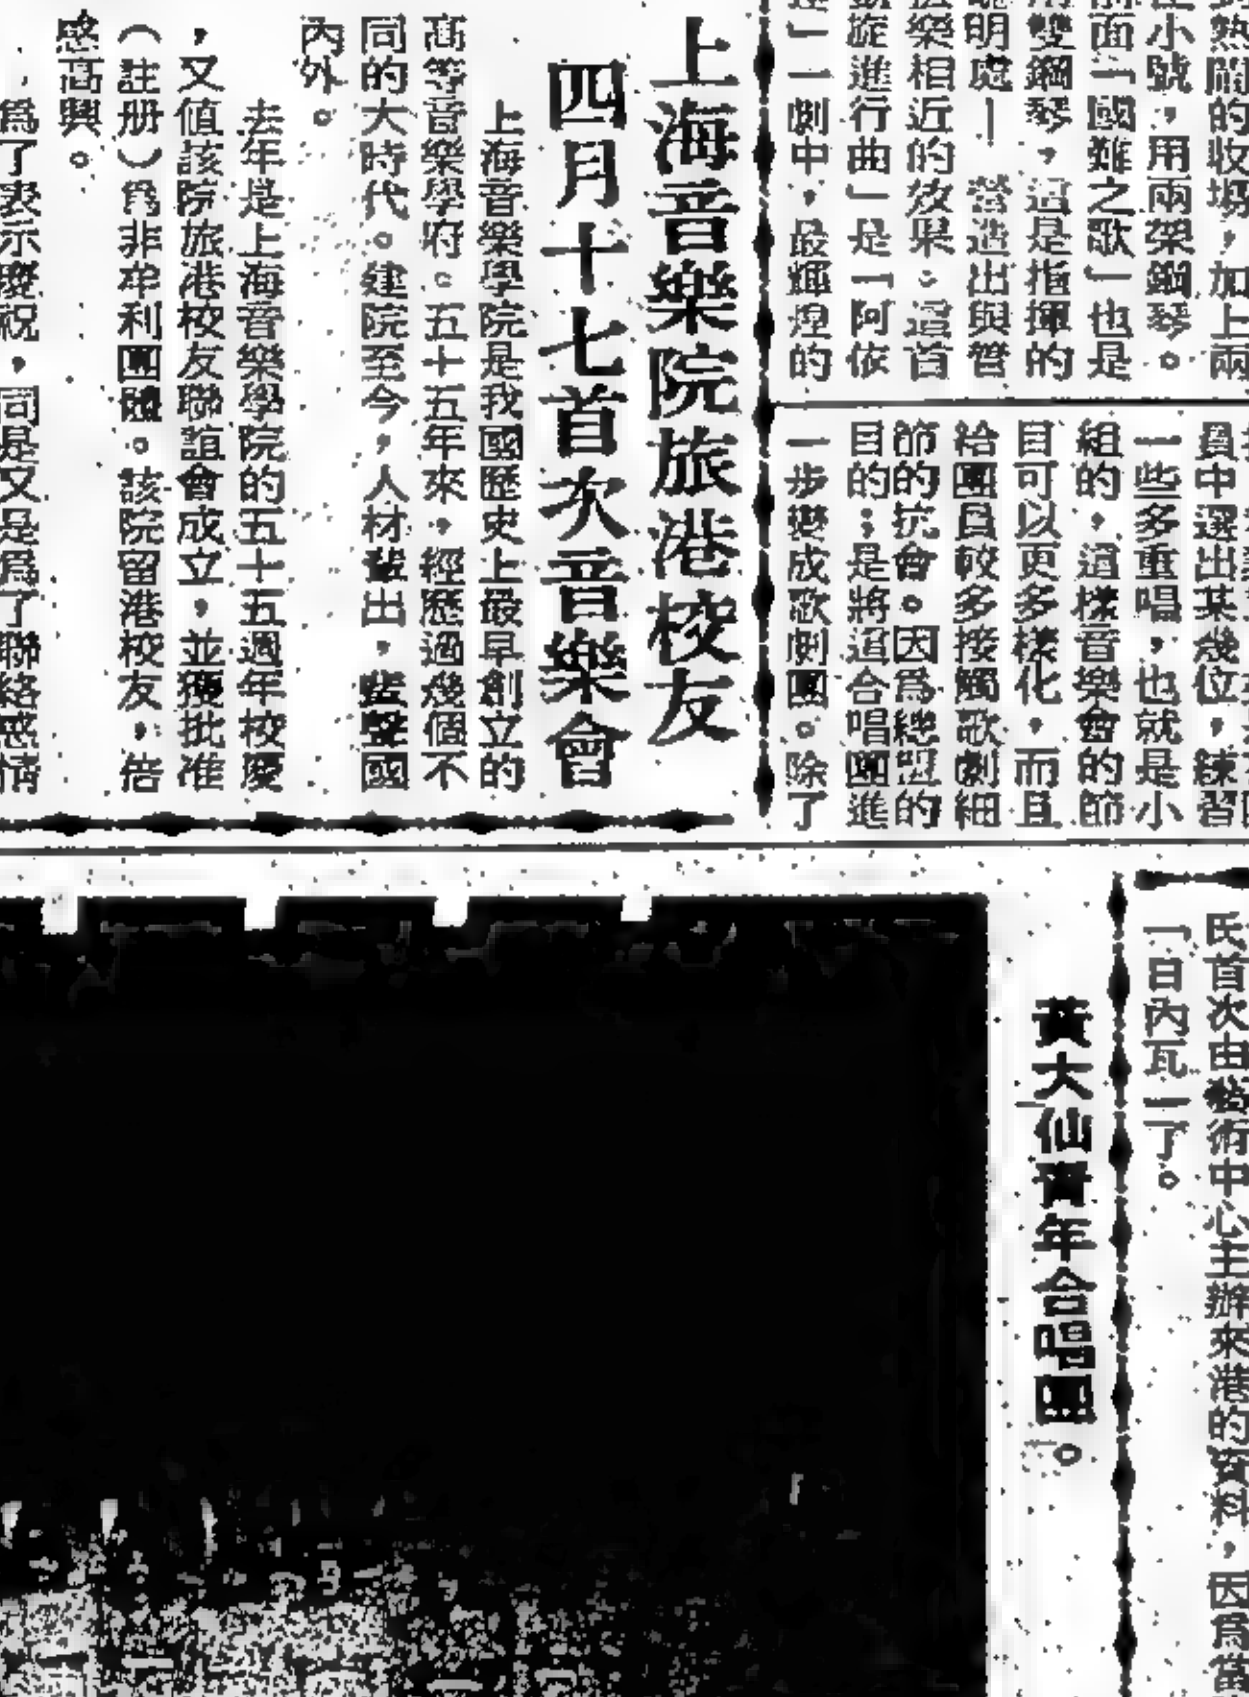 到熱鬧的收場，加上兩
小號，用兩架鋼琴。
前面「國難之歌」也是
用雙鋼琴，這是指揮的
聰明處—營造出與管
弦樂相近的效果。這首
凱旋進行曲」是「阿依
達」一劇中，最輝煌的
員中選出某幾位，練習
一些多重唱，也就是小
組的，這樣音樂會的節
目可以更多樣化，而且
給團員較多接觸歌劇細
節的抗會。因爲總盟的
目的；是將這合唱團進
一步變成歌劇團。除了
上海音樂院旅港校友
四月十七首次音樂會
上海音樂學院是我國歷史上最早創立的
高等音樂學府。五十五年來，經歷過幾個不
同的大時代。建院至今，人材輩出，蜚聲國
內外。
去年是上海音樂學院的五十五週年校慶
，又值該院旅港校友聯誼會成立，並獲批准
（註册）爲非牟利團體。該院留港校友，倍
感高興。
爲了表示慶祝，同是又是爲了聯絡感情
氏首次由藝術中心主辦來港的資料，因爲當
「日內瓦」了。
黃大仙青年合唱團。